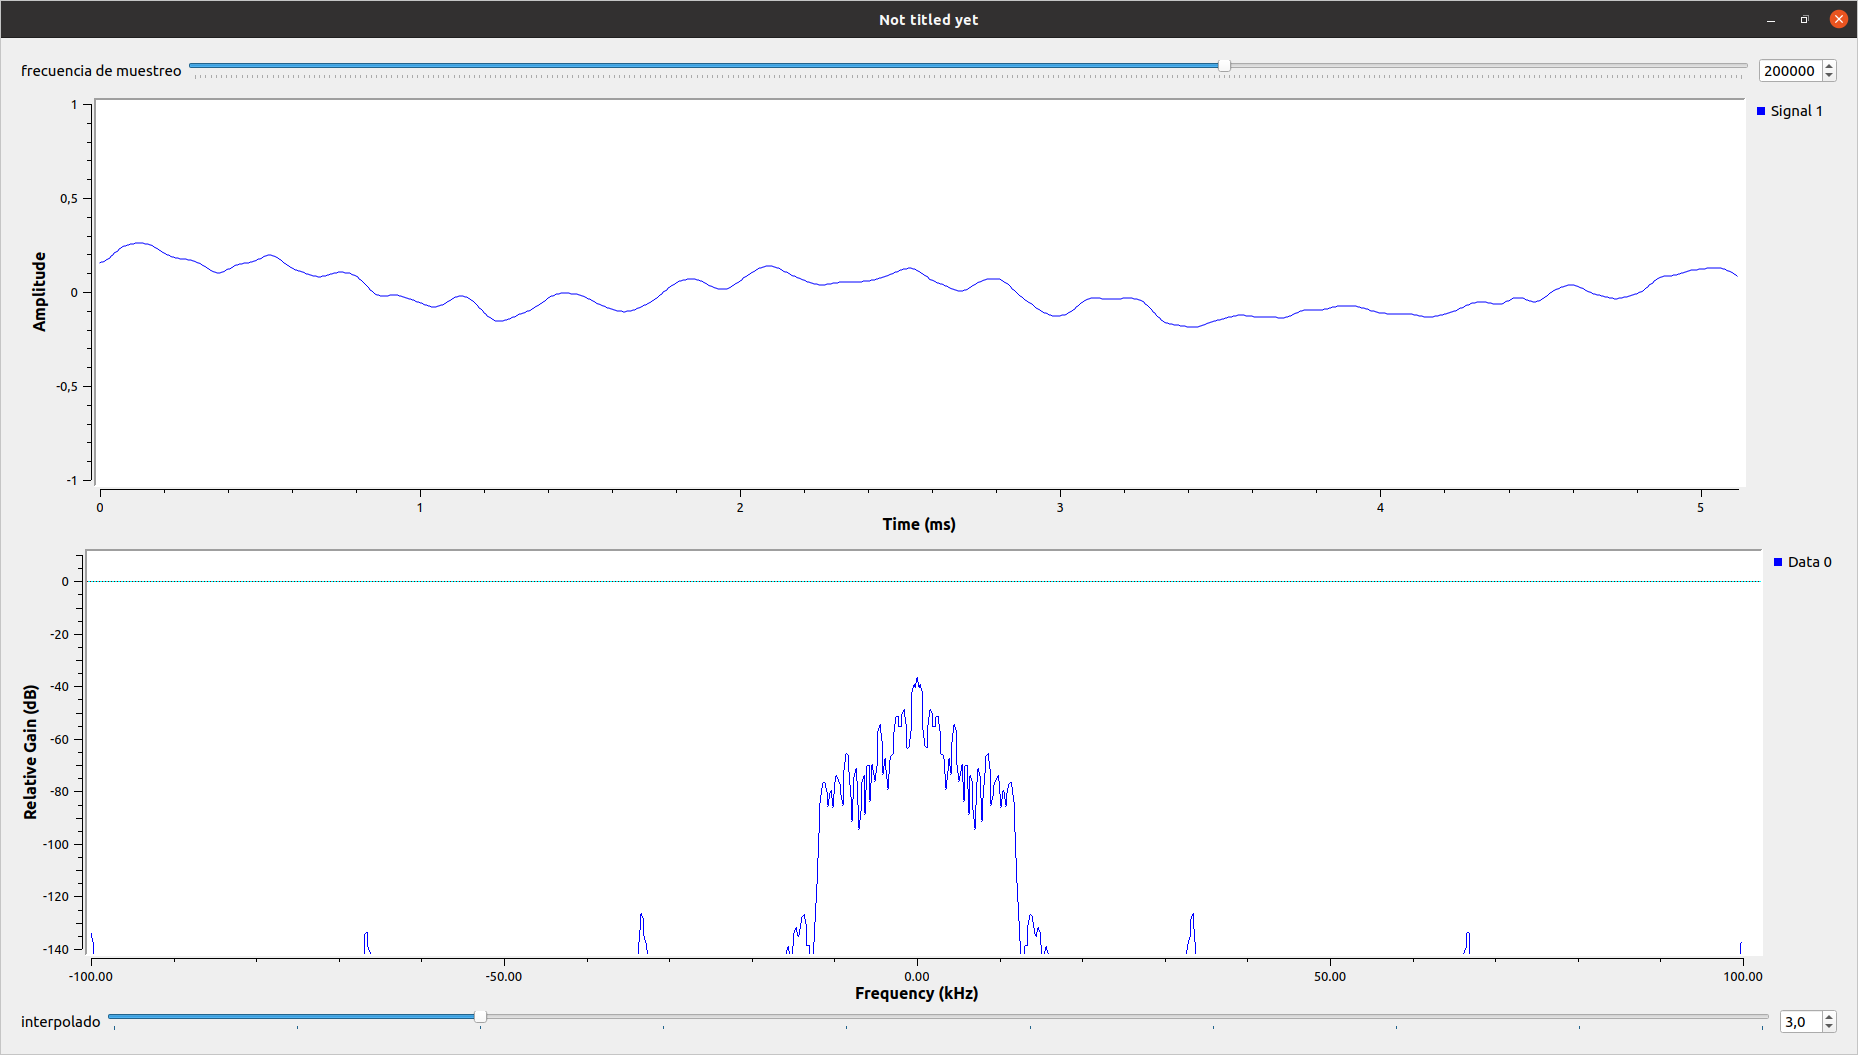 Not titled yet
frecuencia de muestreo
200000
Signal 1
1
0,5
0
-0,5
-1
Amplitude
0 1 2 3 4 5
Time (ms)
Data 0
0
-20
-40
-60
-80
-100
-120
-140
Relative Gain (dB)
-100.00 -50.00 0.00 50.00 100.00
Frequency (kHz)
interpolado
3,0